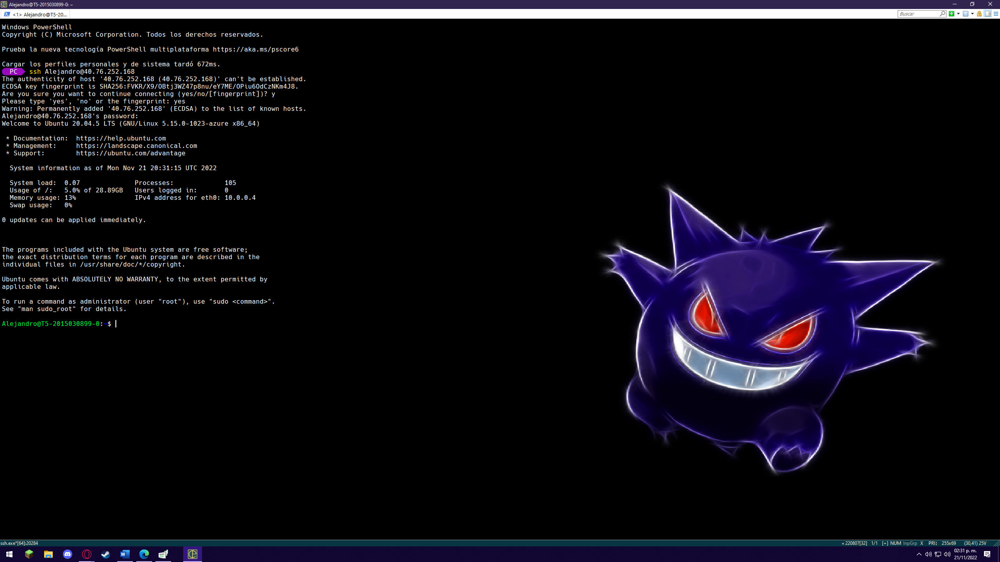 Alejandro@T5-2015030899-0: ~
<1> Alejandro@T5-20...
Buscar
Windows PowerShell
Copyright (C) Microsoft Corporation. Todos los derechos reservados.
Prueba la nueva tecnología PowerShell multiplataforma https://aka.ms/pscore6
Cargar los perfiles personales y de sistema tardó 672ms.
PC ssh Alejandro@40.76.252.168
The authenticity of host '40.76.252.168 (40.76.252.168)' can't be established.
ECDSA key fingerprint is SHA256:FVKR/X9/OBtj3WZ47p8nu/eY7ME/OPiu6OdCzNKm4J8.
Are you sure you want to continue connecting (yes/no/[fingerprint])? y
Please type 'yes', 'no' or the fingerprint: yes
Warning: Permanently added '40.76.252.168' (ECDSA) to the list of known hosts.
Alejandro@40.76.252.168's password:
Welcome to Ubuntu 20.04.5 LTS (GNU/Linux 5.15.0-1023-azure x86_64)
* Documentation:  https://help.ubuntu.com
* Management:     https://landscape.canonical.com
* Support:        https://ubuntu.com/advantage
System information as of Mon Nov 21 20:31:15 UTC 2022
System load:  0.07              Processes:             105
Usage of /:   5.0% of 28.89GB   Users logged in:       0
Memory usage: 13%               IPv4 address for eth0: 10.0.0.4
Swap usage:   0%
0 updates can be applied immediately.
The programs included with the Ubuntu system are free software;
the exact distribution terms for each program are described in the
individual files in /usr/share/doc/*/copyright.
Ubuntu comes with ABSOLUTELY NO WARRANTY, to the extent permitted by
applicable law.
To run a command as administrator (user "root"), use "sudo <command>".
See "man sudo_root" for details.
Alejandro@T5-2015030899-0:~$
ssh.exe*[64]:20284
« 220807[32] 1/1 [+] NUM InpGrp X PRI↕ 255x69 (30,41) 25V
02:31 p. m.
21/11/2022